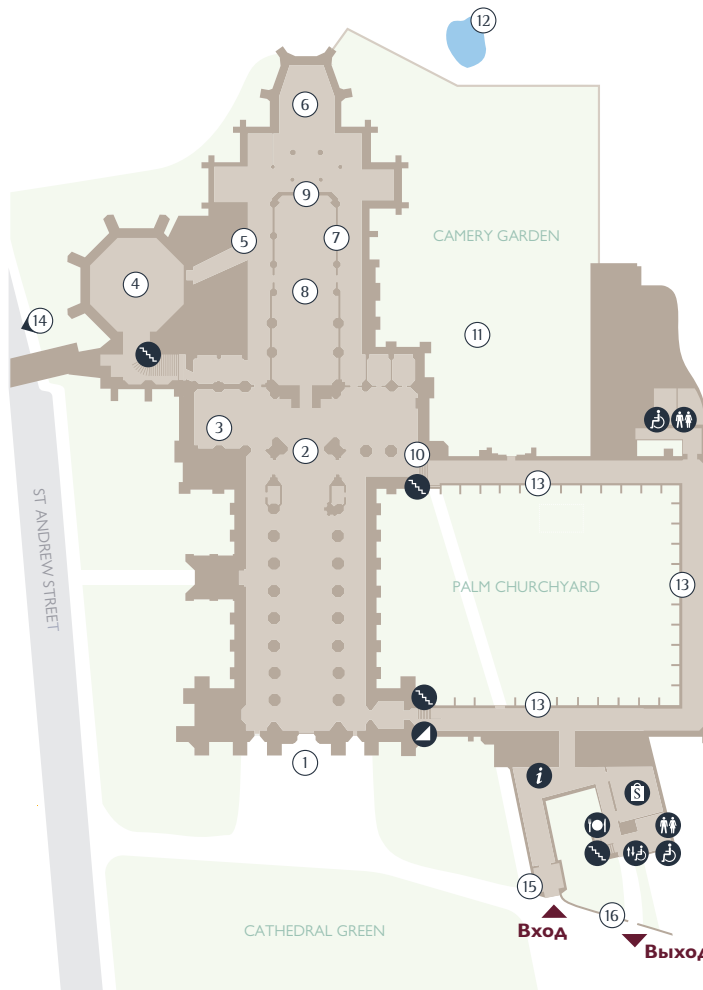 12
6
9
7
CAMERY GARDEN
5
4
8
14
11
3
2
10
13
ST ANDREW STREET
PALM CHURCHYARD
13
13
1
i
S
15
16
Вход
Выход
CATHEDRAL GREEN